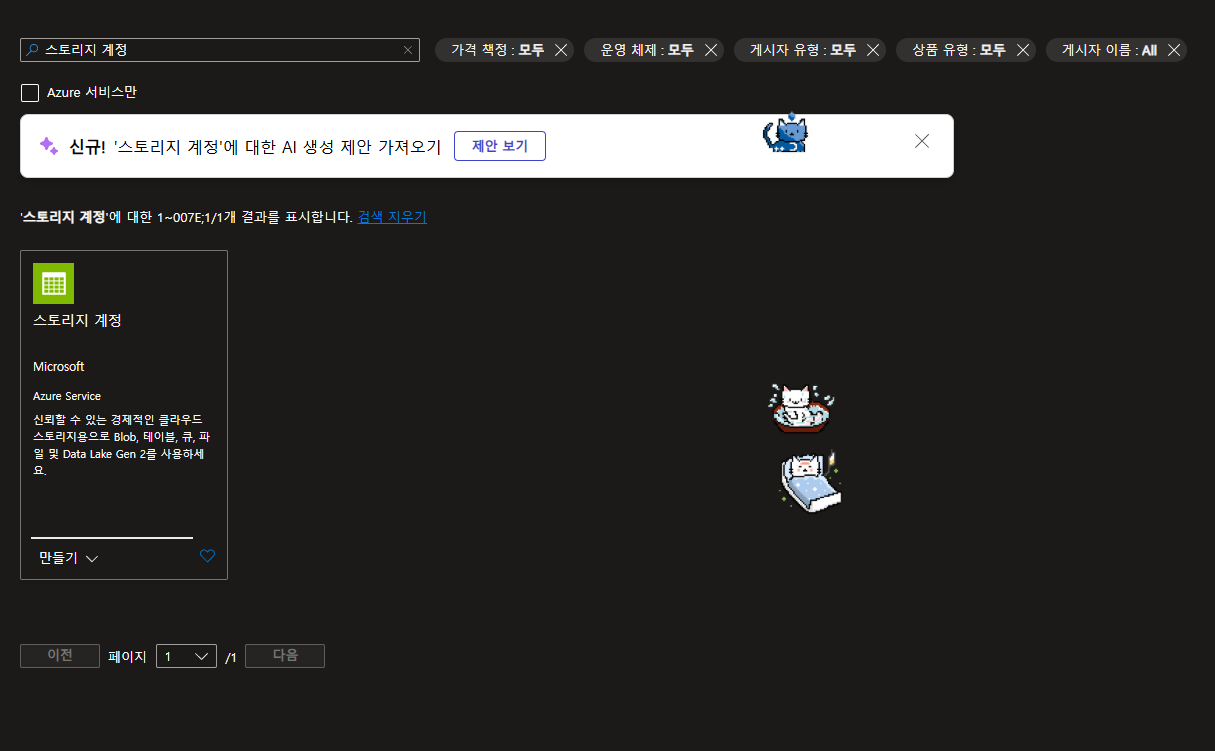 스토리지 계정
가격 책정 : 모두
운영 체제 : 모두
게시자 유형 : 모두
상품 유형 : 모두
게시자 이름 : All
Azure 서비스만
신규! '스토리지 계정'에 대한 AI 생성 제안 가져오기
제안 보기
'스토리지 계정'에 대한 1~007E;1/1개 결과를 표시합니다. 검색 지우기
스토리지 계정
Microsoft
Azure Service
신뢰할 수 있는 경제적인 클라우드
스토리지용으로 Blob, 테이블, 큐, 파
일 및 Data Lake Gen 2를 사용하세
요.
만들기
이전 페이지 1 /1 다음